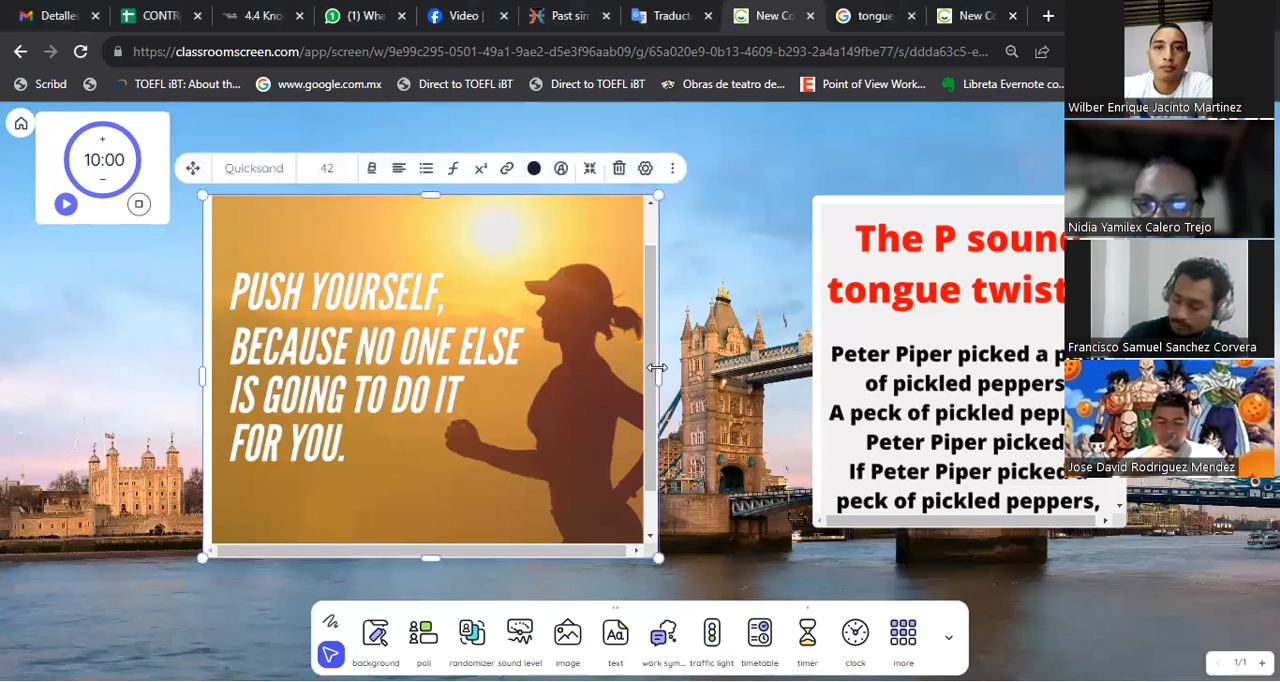 Detalles
CONTR
4,4 Kno
(1) Wha
Video |
Past sim
Traduct
New Co
tongue
New Co
https://classroomscreen.com/app/screen/w/9e99c295-0501-49a1-9ae2-d5e3f96aab09/g/65a020e9-0b13-4609-b293-2a4a149fbe77/s/ddda63c5-e...
Scribd
TOEFL iBT: About th...
www.google.com.mx
Direct to TOEFL iBT
Direct to TOEFL iBT
Obras de teatro de...
Point of View Work...
Libreta Evernote co...
10:00
Quicksand
42
PUSH YOURSELF,
BECAUSE NO ONE ELSE
IS GOING TO DO IT
FOR YOU.
The P sound
tongue twist
Peter Piper picked a p
of pickled peppers
A peck of pickled pepp
Peter Piper picked
If Peter Piper picked a
peck of pickled peppers,
Wilber Enrique Jacinto Martinez
Nidia Yamilex Calero Trejo
Francisco Samuel Sanchez Corvera
Jose David Rodriguez Mendez
background
poll
randomizer
sound level
image
text
work sym...
traffic light
timetable
timer
clock
more
1/1